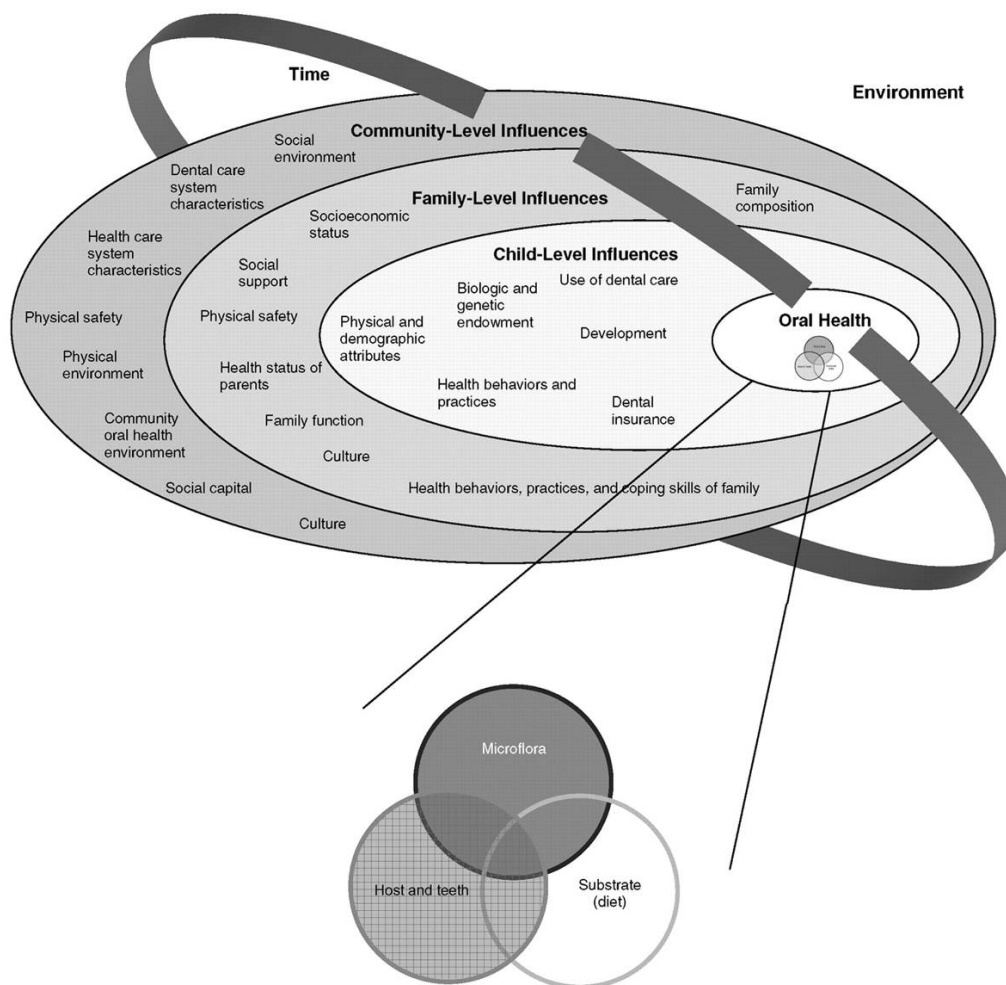 Time
Environment
Community-Level Influences
Social
environment
Dental care
system
characteristics
Health care
system
characteristics
Physical safety
Physical
environment
Community
oral health
environment
Social capital
Culture
Family-Level Influences
Family
composition
Socioeconomic
status
Social
support
Physical safety
Health status of
parents
Family function
Culture
Health behaviors, practices, and coping skills of family
Child-Level Influences
Use of dental care
Biologic and
genetic
endowment
Physical and
demographic
attributes
Development
Health behaviors and
practices
Dental
insurance
Oral Health
Microflora
Host and teeth
Substrate
(diet)